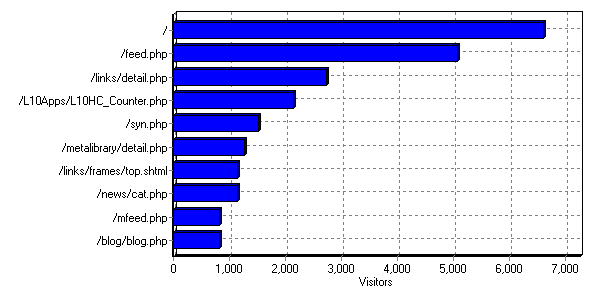 /
/feed.php
/links/detail.php
/L10Apps/L10HC_Counter.php
/syn.php
/metalibrary/detail.php
/links/frames/top.shtml
/news/cat.php
/mfeed.php
/blog/blog.php
0 1,000 2,000 3,000 4,000 5,000 6,000 7,000
Visitors